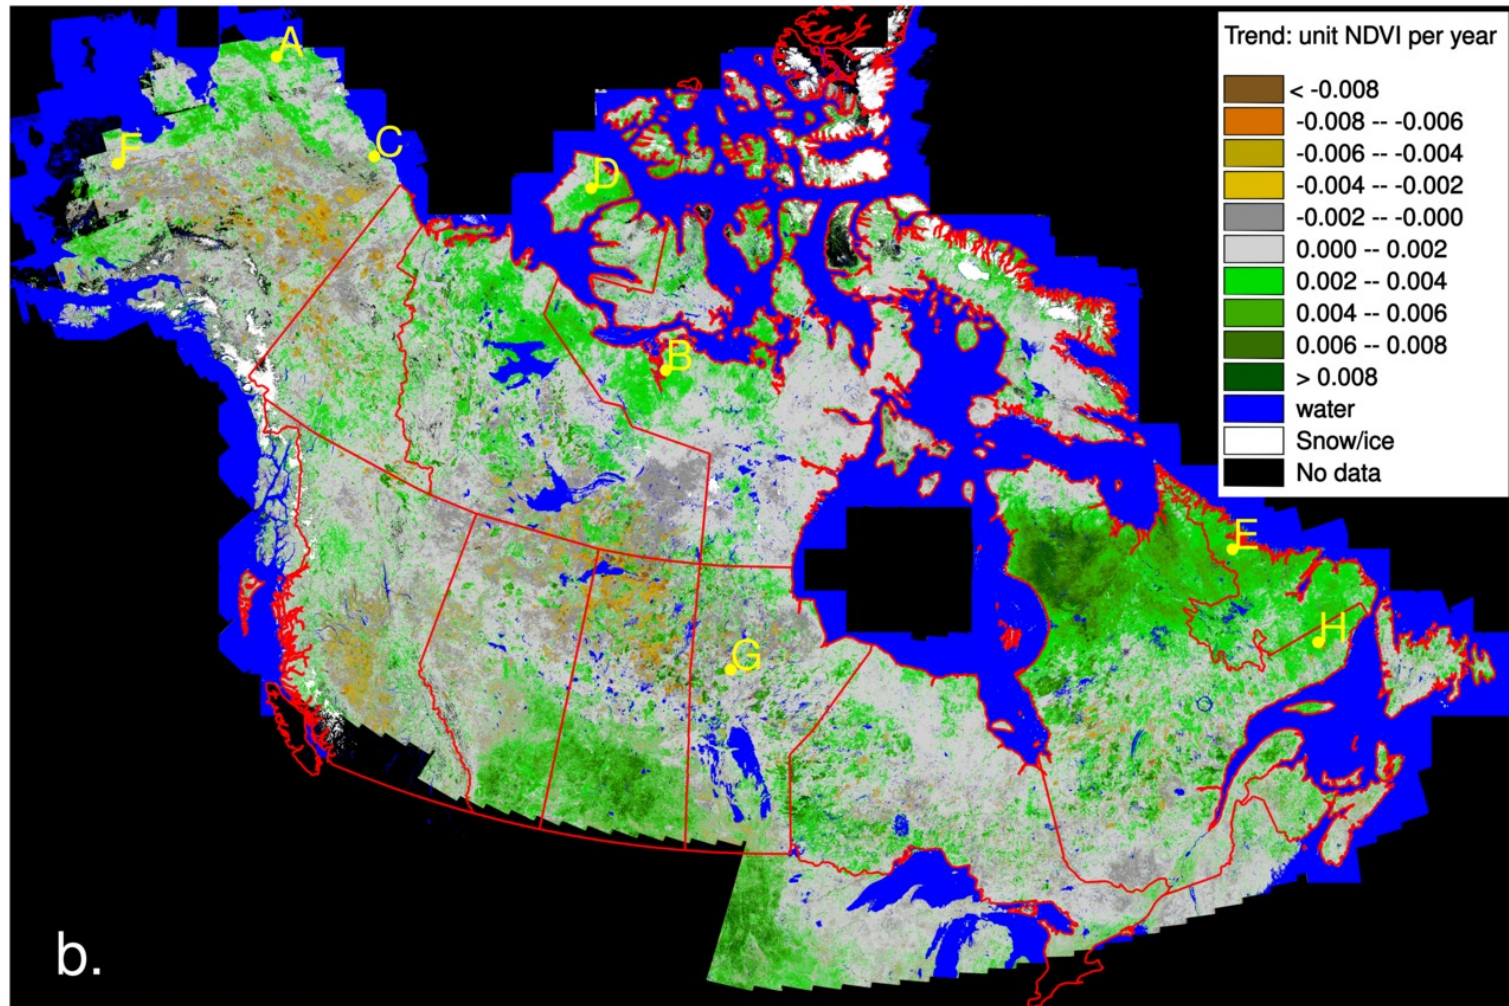 Trend: unit NDVI per year
< -0.008
-0.008 -- -0.006
-0.006 -- -0.004
-0.004 -- -0.002
-0.002 -- -0.000
0.000 -- 0.002
0.002 -- 0.004
0.004 -- 0.006
0.006 -- 0.008
> 0.008
water
Snow/ice
No data
A
C
F
D
B
E
H
G
b.